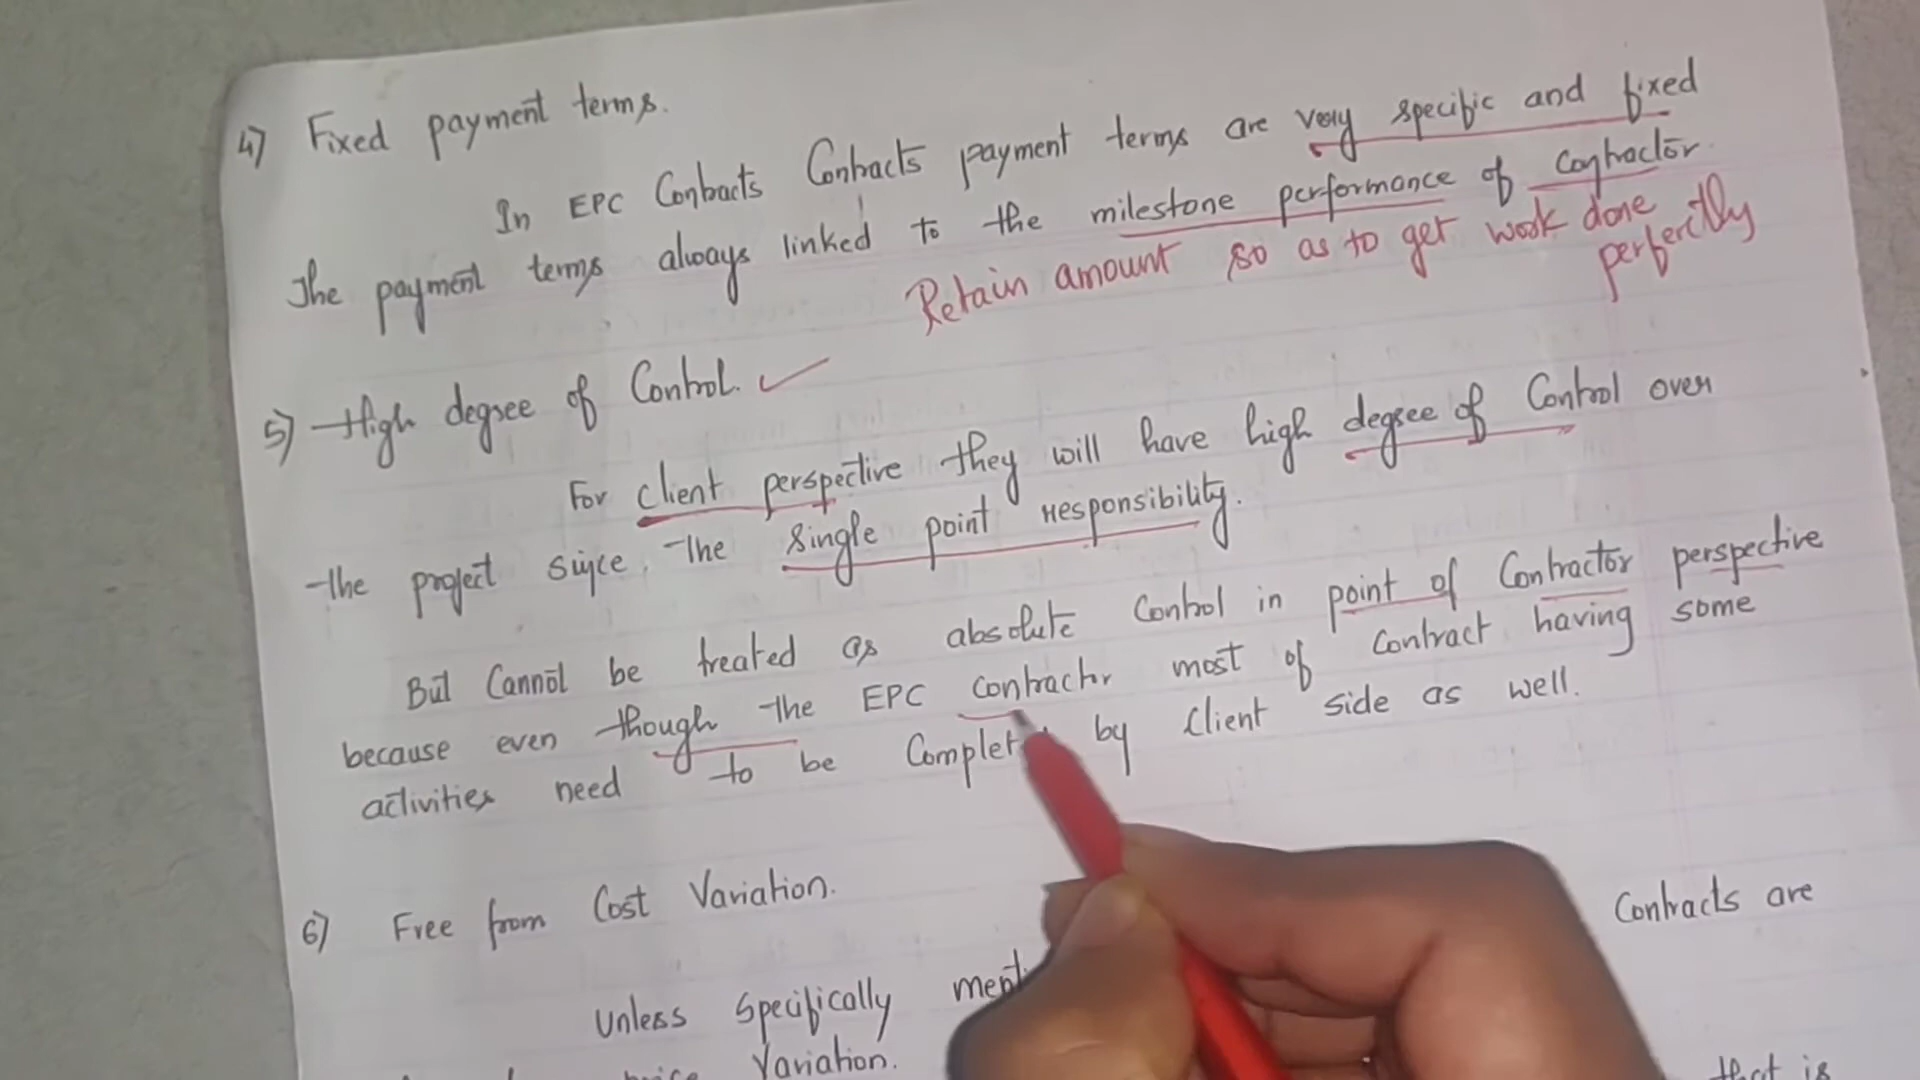 4) Fixed payment terms.
In EPC Contracts Contracts payment terms are very specific and fixed
The payment terms always linked to the milestone performance of contractor.
Retain amount so as to get work done
perferctly
5) High degree of Control.
For client perspective they will have high degree of Control over
the project since, the single point responsibility.
But Cannot be treated as absolute Control in point of Contractor perspective
because even though the EPC contractor most of contract having some
activities need to be by client side as well.
6) Free from Cost Variation.
Contracts are
Unless specifically
Variation.
that is